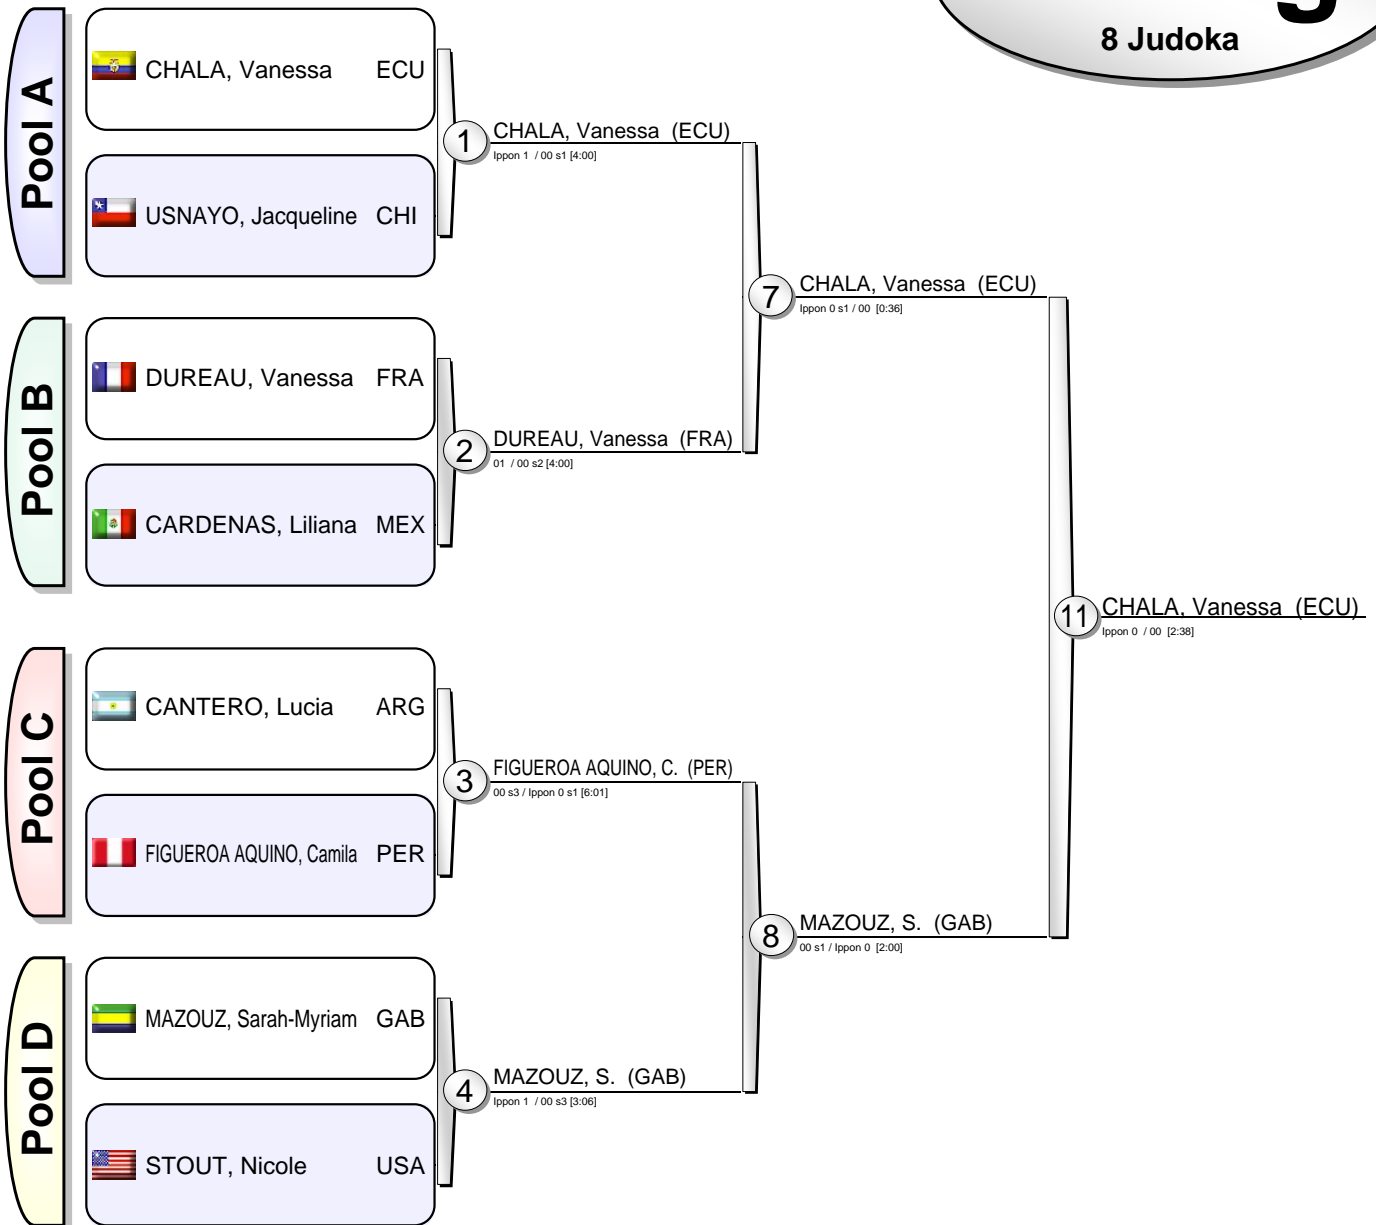 g
8 Judoka
Pool A
CHALA, Vanessa ECU
USNAYO, Jacqueline CHI
1
CHALA, Vanessa (ECU)
Ippon 1 / 00 s1 [4:00]
Pool B
DUREAU, Vanessa FRA
CARDENAS, Liliana MEX
2
DUREAU, Vanessa (FRA)
01 / 00 s2 [4:00]
7
CHALA, Vanessa (ECU)
Ippon 0 s1 / 00 [0:36]
Pool C
CANTERO, Lucia ARG
FIGUEROA AQUINO, Camila PER
3
FIGUEROA AQUINO, C. (PER)
00 s3 / Ippon 0 s1 [6:01]
Pool D
MAZOUZ, Sarah-Myriam GAB
STOUT, Nicole USA
4
MAZOUZ, S. (GAB)
Ippon 1 / 00 s3 [3:06]
8
MAZOUZ, S. (GAB)
00 s1 / Ippon 0 [2:00]
11
CHALA, Vanessa (ECU)
Ippon 0 / 00 [2:38]